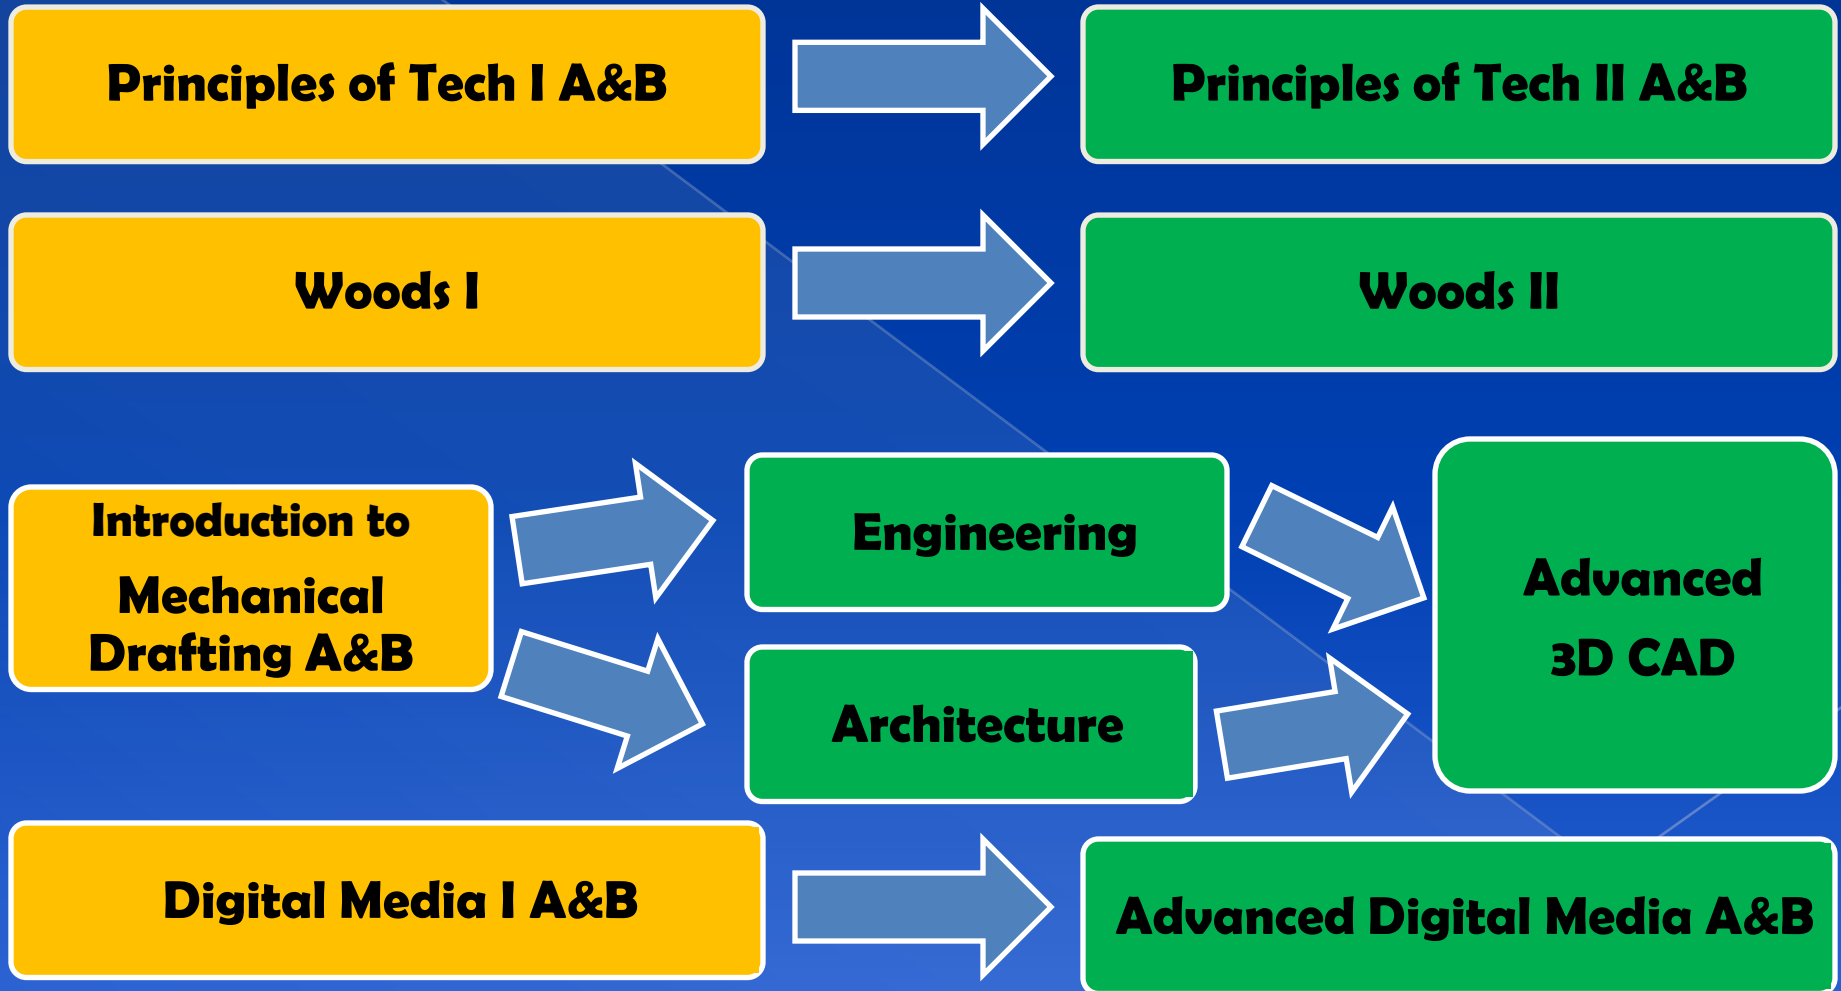 Principles of Tech I A&B
Principles of Tech II A&B
Woods I
Woods II
Introduction to
Mechanical
Drafting A&B
Engineering
Architecture
Advanced
3D CAD
Digital Media I A&B
Advanced Digital Media A&B